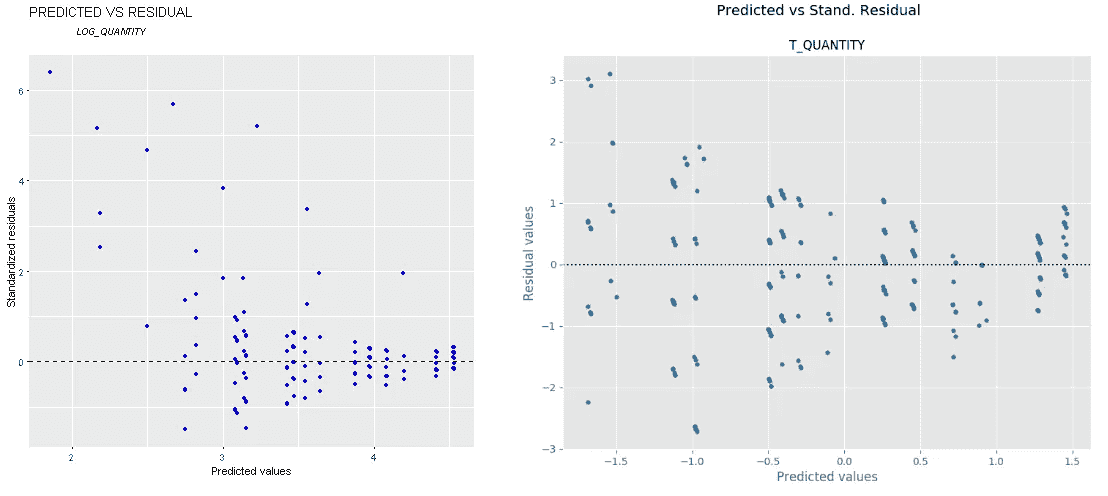 PREDICTED VS RESIDUAL
LOG_QUANTITY
Standardized residuals
6
4
2
0
2
3
4
Predicted values
Predicted vs Stand. Residual
T_QUANTITY
Residual values
3
2
1
0
−1
−2
−3
−1.5
−1.0
−0.5
0.0
0.5
1.0
1.5
Predicted values